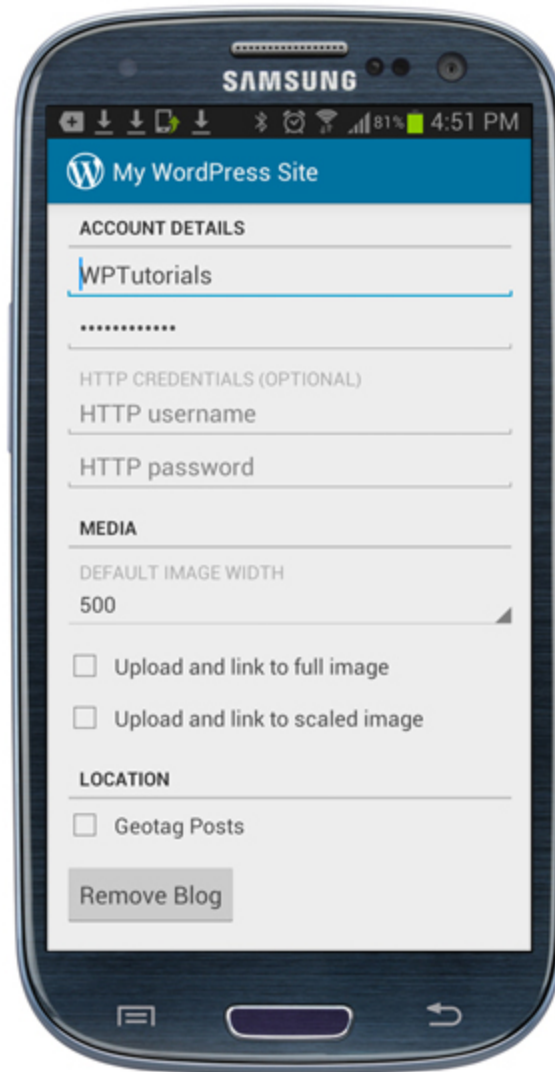 SAMSUNG
81% 4:51 PM
My WordPress Site
ACCOUNT DETAILS
WPTutorials
••••••••••••
HTTP CREDENTIALS (OPTIONAL)
HTTP username
HTTP password
MEDIA
DEFAULT IMAGE WIDTH
500
Upload and link to full image
Upload and link to scaled image
LOCATION
Geotag Posts
Remove Blog